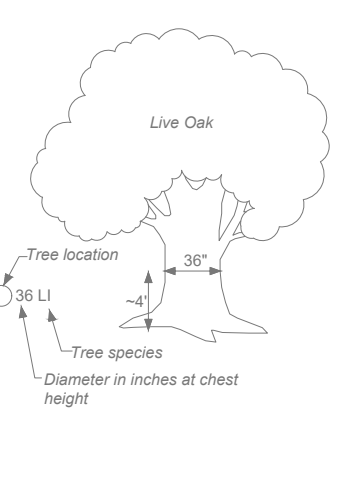 Live Oak
Tree location
36"
36 LI
~4'
Tree species
Diameter in inches at chest
height